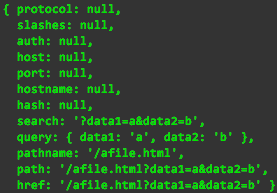 { protocol: null,
slashes: null,
auth: null,
host: null,
port: null,
hostname: null,
hash: null,
search: '?data1=a&data2=b',
query: { data1: 'a', data2: 'b' },
pathname: '/afile.html',
path: '/afile.html?data1=a&data2=b',
href: '/afile.html?data1=a&data2=b' }